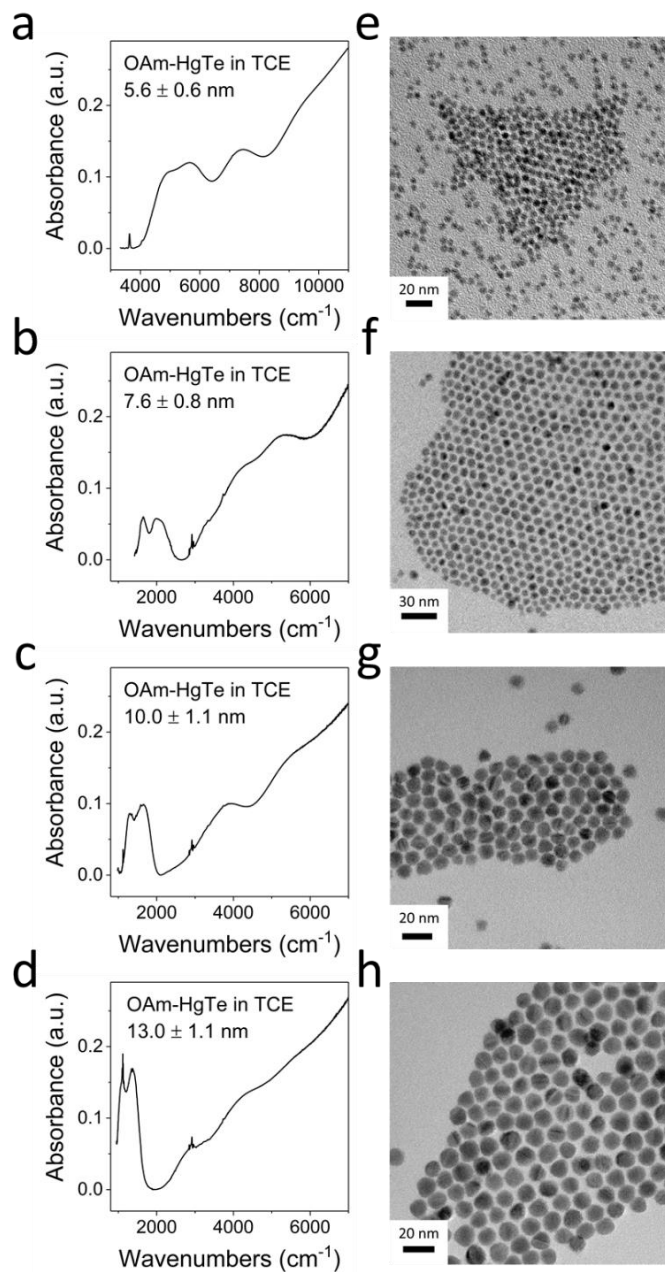 a
OAm-HgTe in TCE
5.6 ± 0.6 nm
Absorbance (a.u.)
0.2
0.1
0.0
4000 6000 8000 10000
Wavenumbers (cm⁻¹)
e
20 nm
b
OAm-HgTe in TCE
7.6 ± 0.8 nm
Absorbance (a.u.)
0.2
0.1
0.0
2000 4000 6000
Wavenumbers (cm⁻¹)
f
30 nm
c
OAm-HgTe in TCE
10.0 ± 1.1 nm
Absorbance (a.u.)
0.2
0.1
0.0
2000 4000 6000
Wavenumbers (cm⁻¹)
g
20 nm
d
OAm-HgTe in TCE
13.0 ± 1.1 nm
Absorbance (a.u.)
0.2
0.1
0.0
2000 4000 6000
Wavenumbers (cm⁻¹)
h
20 nm